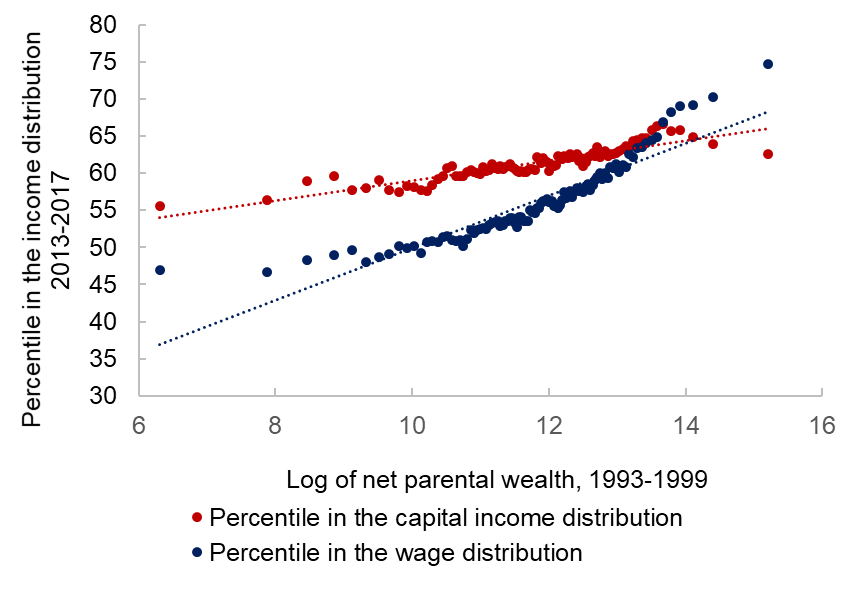 Percentile in the income distribution
2013-2017
80
75
70
65
60
55
50
45
40
35
30
6 8 10 12 14 16
Log of net parental wealth, 1993-1999
Percentile in the capital income distribution
Percentile in the wage distribution